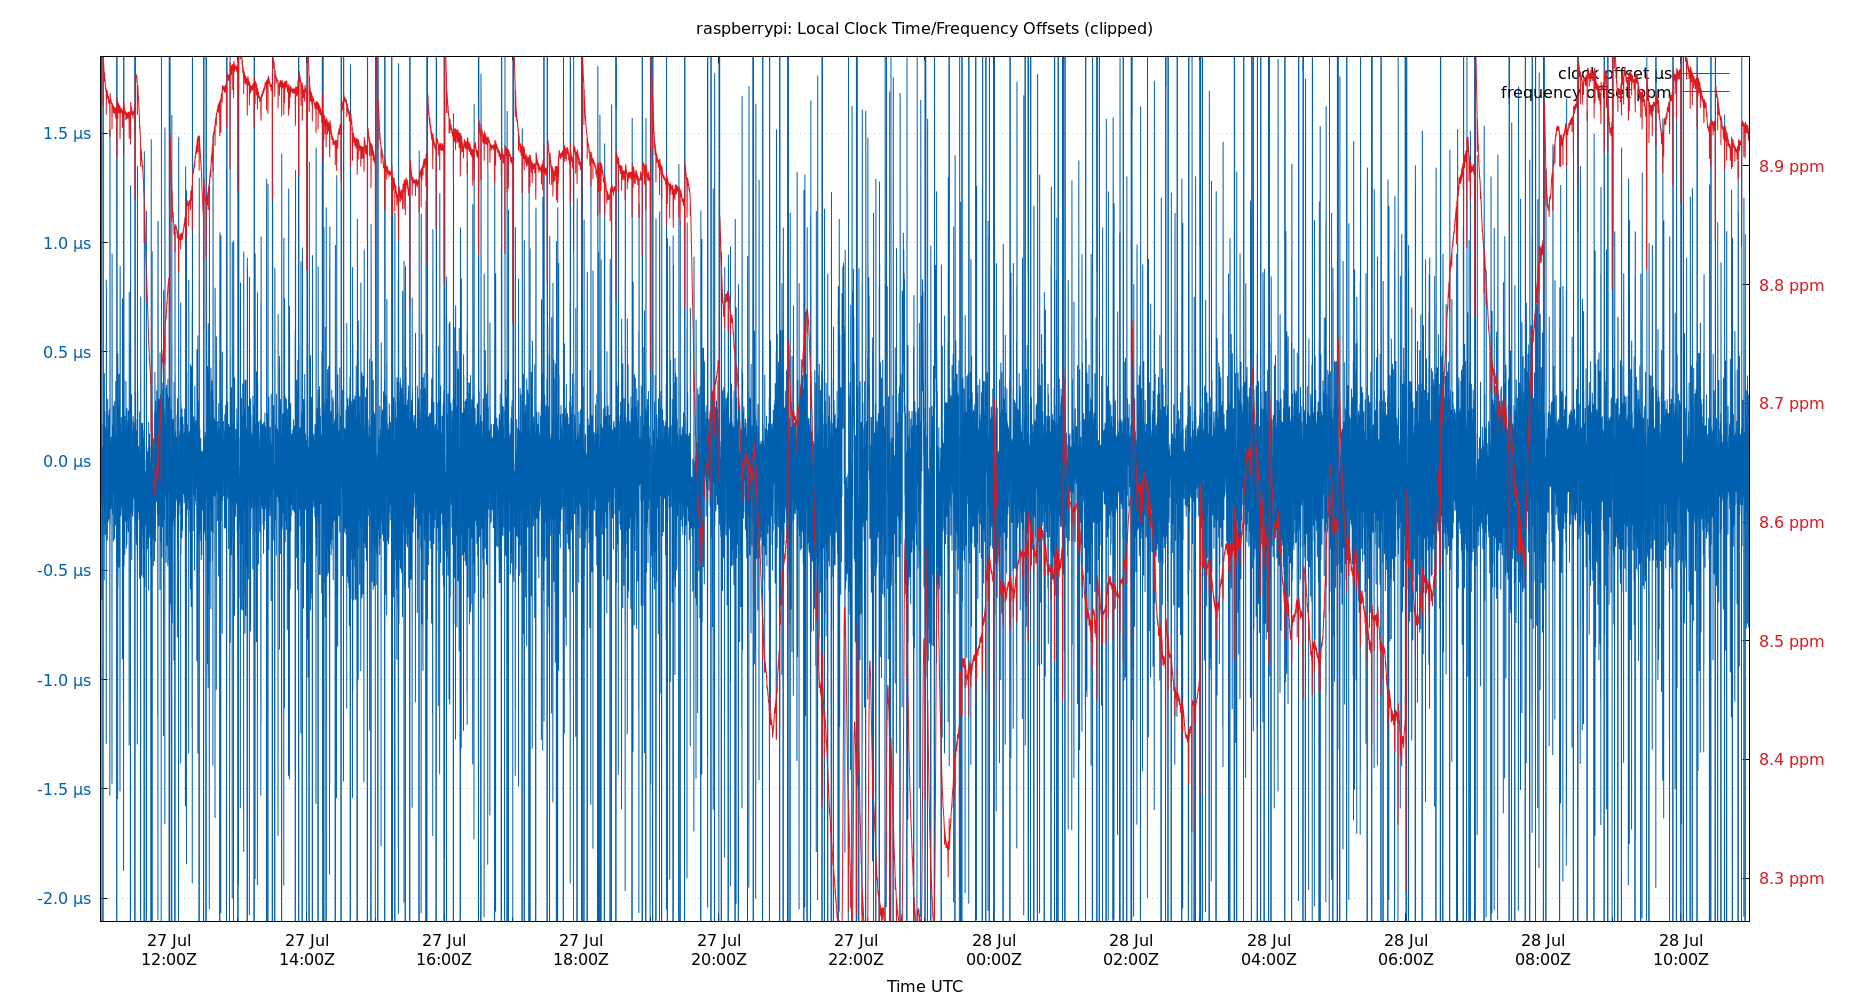 raspberrypi: Local Clock Time/Frequency Offsets (clipped)
clock offset µs
frequency offset ppm
1.5 µs
1.0 µs
0.5 µs
0.0 µs
-0.5 µs
-1.0 µs
-1.5 µs
-2.0 µs
8.9 ppm
8.8 ppm
8.7 ppm
8.6 ppm
8.5 ppm
8.4 ppm
8.3 ppm
27 Jul 27 Jul 27 Jul 27 Jul 27 Jul 27 Jul 28 Jul 28 Jul 28 Jul 28 Jul 28 Jul 28 Jul
12:00Z 14:00Z 16:00Z 18:00Z 20:00Z 22:00Z 00:00Z 02:00Z 04:00Z 06:00Z 08:00Z 10:00Z
Time UTC